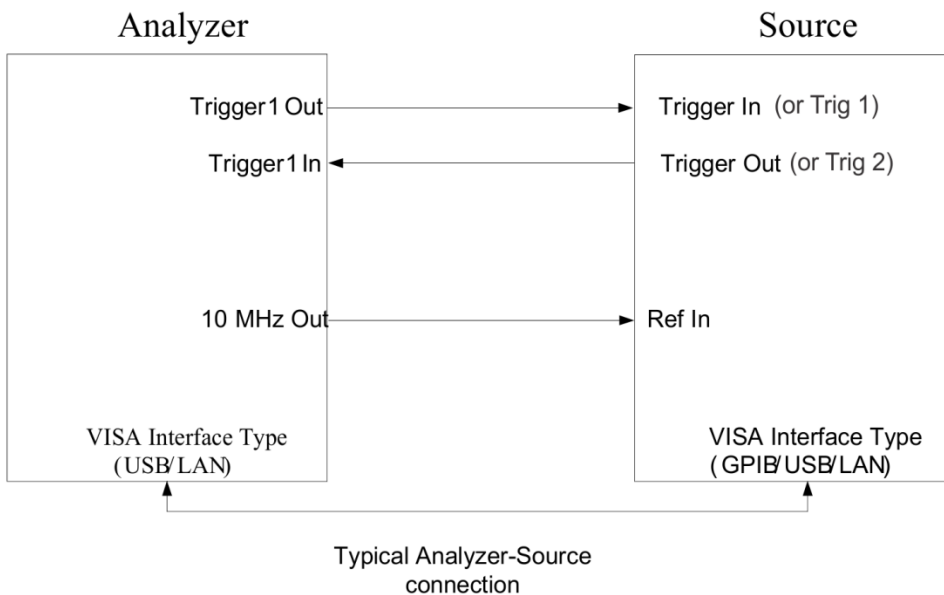 Analyzer
Source
Trigger1 Out
Trigger In (or Trig 1)
Trigger1 In
Trigger Out (or Trig 2)
10 MHz Out
Ref In
VISA Interface Type
(USB/LAN)
VISA Interface Type
(GPIB/USB/LAN)
Typical Analyzer-Source
connection